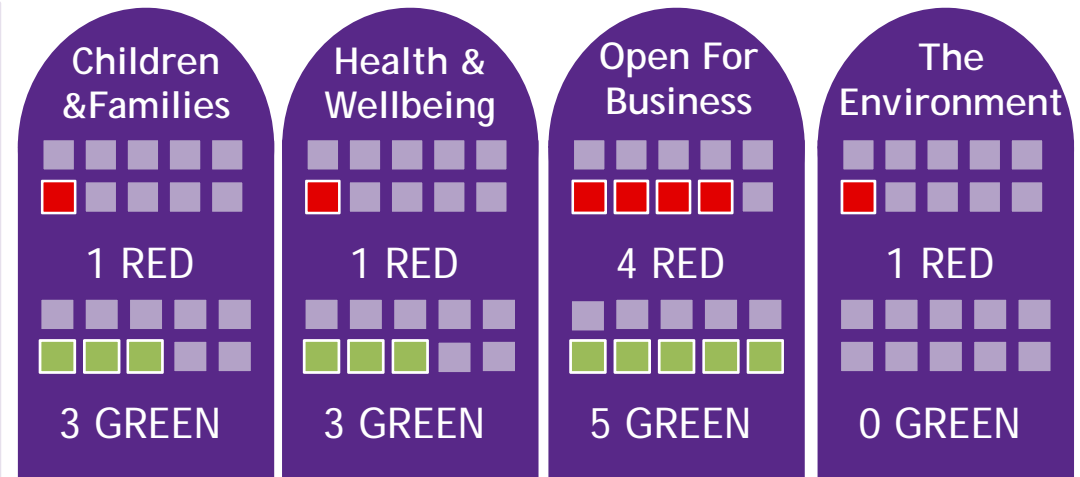 Children
&Families
1 RED
3 GREEN
Health &
Wellbeing
1 RED
3 GREEN
Open For
Business
4 RED
5 GREEN
The
Environment
1 RED
0 GREEN